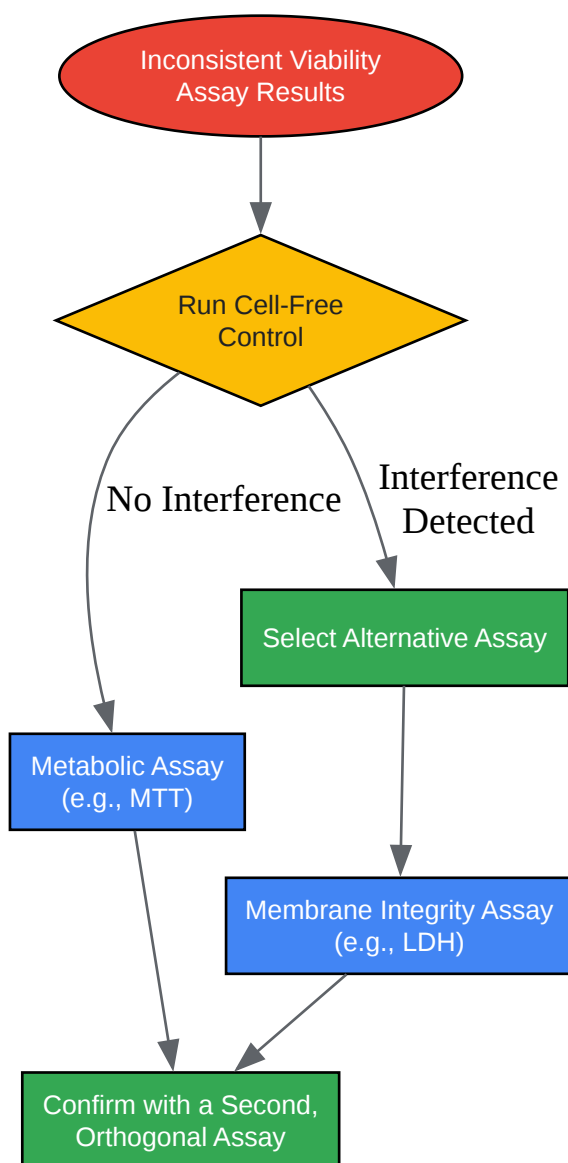 Inconsistent Viability
Assay Results
Run Cell-Free
Control
No Interference
Interference
Detected
Select Alternative Assay
Metabolic Assay
(e.g., MTT)
Membrane Integrity Assay
(e.g., LDH)
Confirm with a Second,
Orthogonal Assay